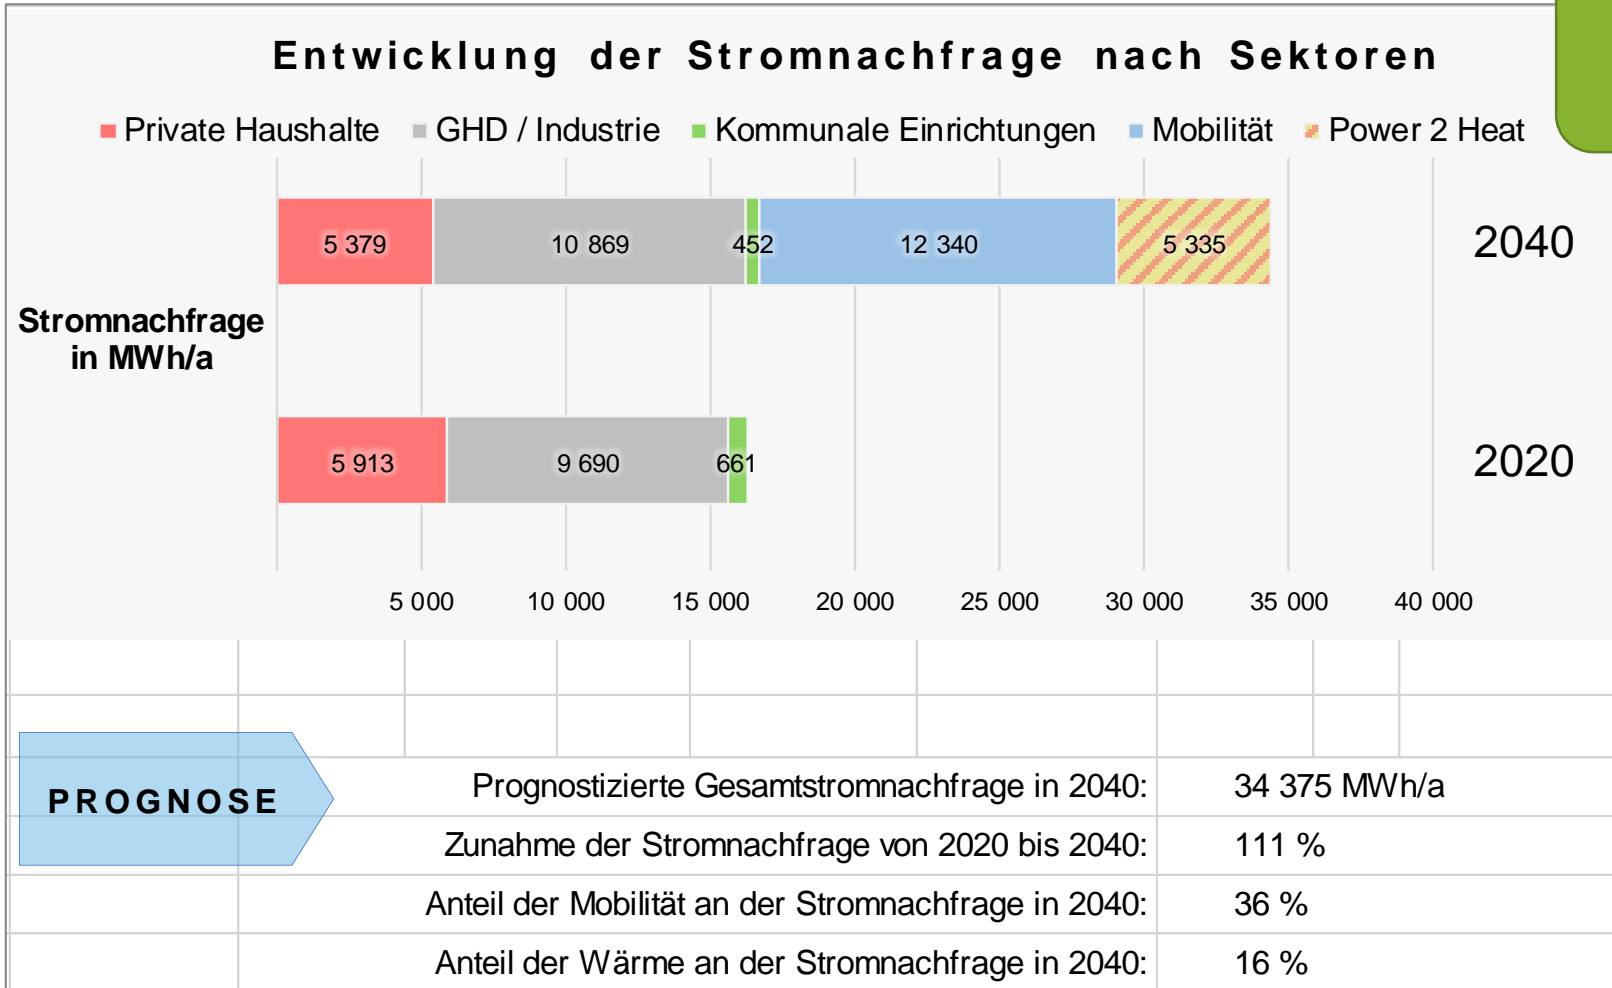 Entwicklung der Stromnachfrage nach Sektoren
Private Haushalte GHD / Industrie Kommunale Einrichtungen Mobilität Power 2 Heat
5 379 10 869 452 12 340 5 335 2040
Stromnachfrage
in MWh/a
5 913 9 690 661 2020
5 000 10 000 15 000 20 000 25 000 30 000 35 000 40 000
PROGNOSE
Prognostizierte Gesamtstromnachfrage in 2040: 34 375 MWh/a
Zunahme der Stromnachfrage von 2020 bis 2040: 111 %
Anteil der Mobilität an der Stromnachfrage in 2040: 36 %
Anteil der Wärme an der Stromnachfrage in 2040: 16 %